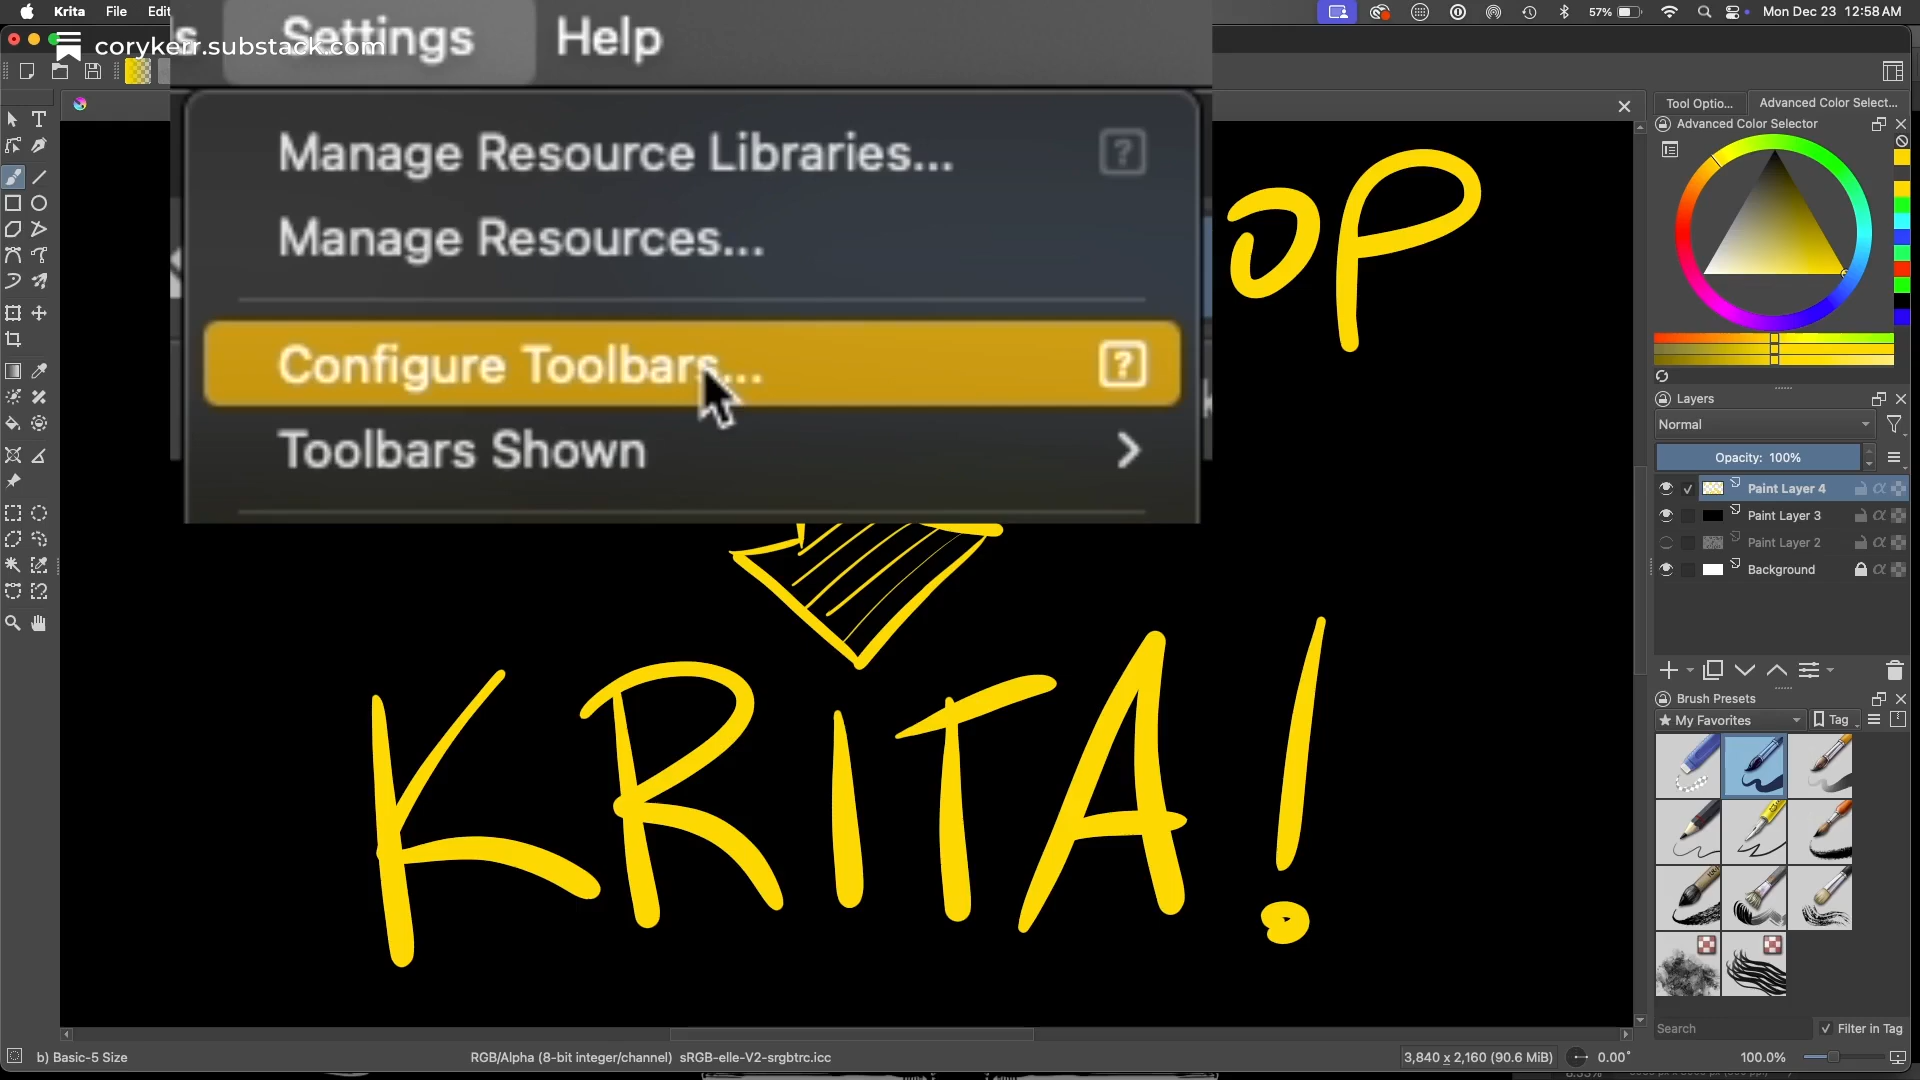 Krita File Edit
57% Mon Dec 23 12:58 AM
corykerr.substack.com
s Settings Help
Manage Resource Libraries... ?
Manage Resources...
Configure Toolbars... ?
Toolbars Shown
OP
KRITA!
Tool Optio... Advanced Color Select...
Advanced Color Selector
Layers
Normal
Opacity: 100%
Paint Layer 4
Paint Layer 3
Paint Layer 2
Background
Brush Presets
★ My Favorites Tag
Search Filter in Tag
b) Basic-5 Size RGB/Alpha (8-bit integer/channel) sRGB-elle-V2-srgbtrc.icc 3,840 x 2,160 (90.6 MiB) 0.00° 100.0%